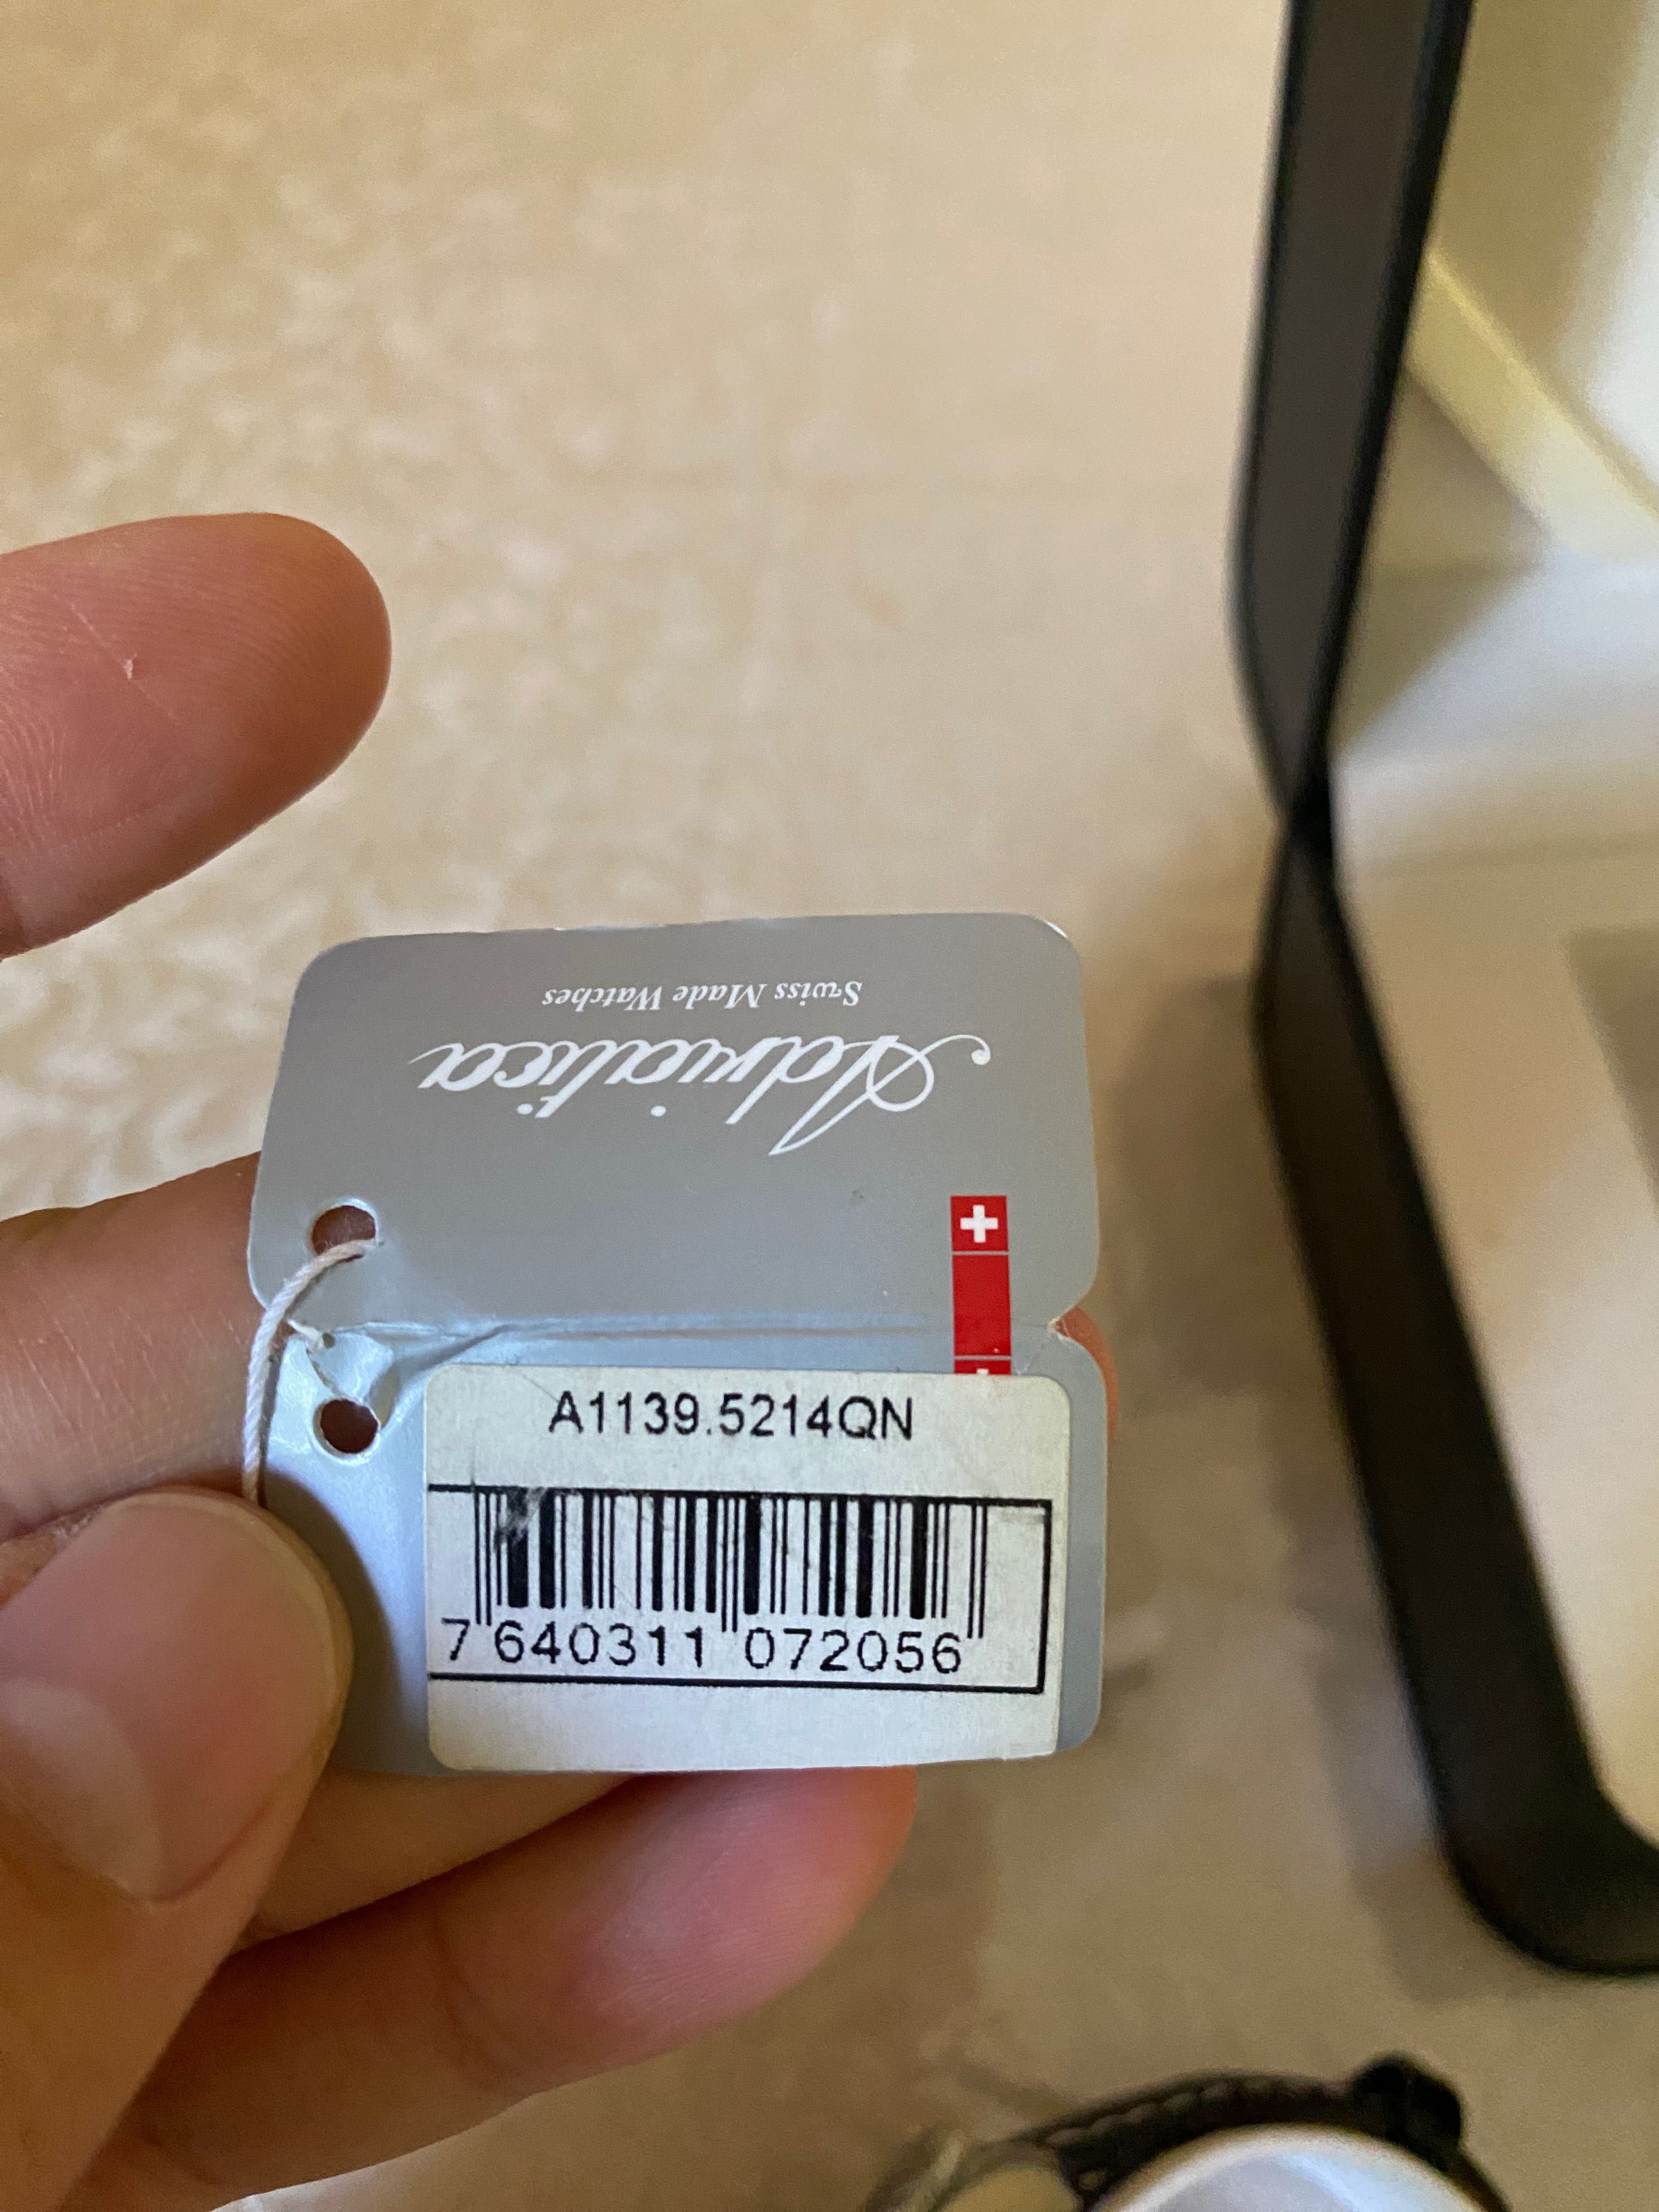 Swiss Made Watches
Adriatica
A1139.5214QN
7 640311 072056